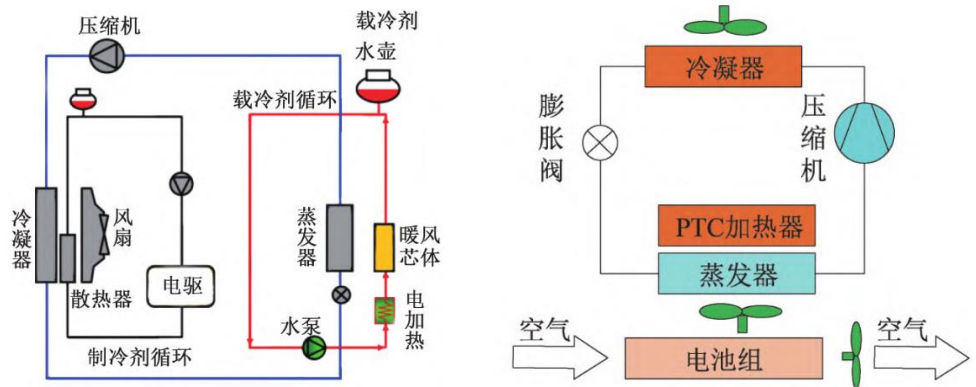 压缩机
载冷剂
水壶
载冷剂循环
冷凝器
风扇
散热器
电驱
制冷剂循环
蒸发器
暖风
芯体
电加热
水泵
冷凝器
膨胀阀
压缩机
PTC加热器
蒸发器
空气
电池组
空气